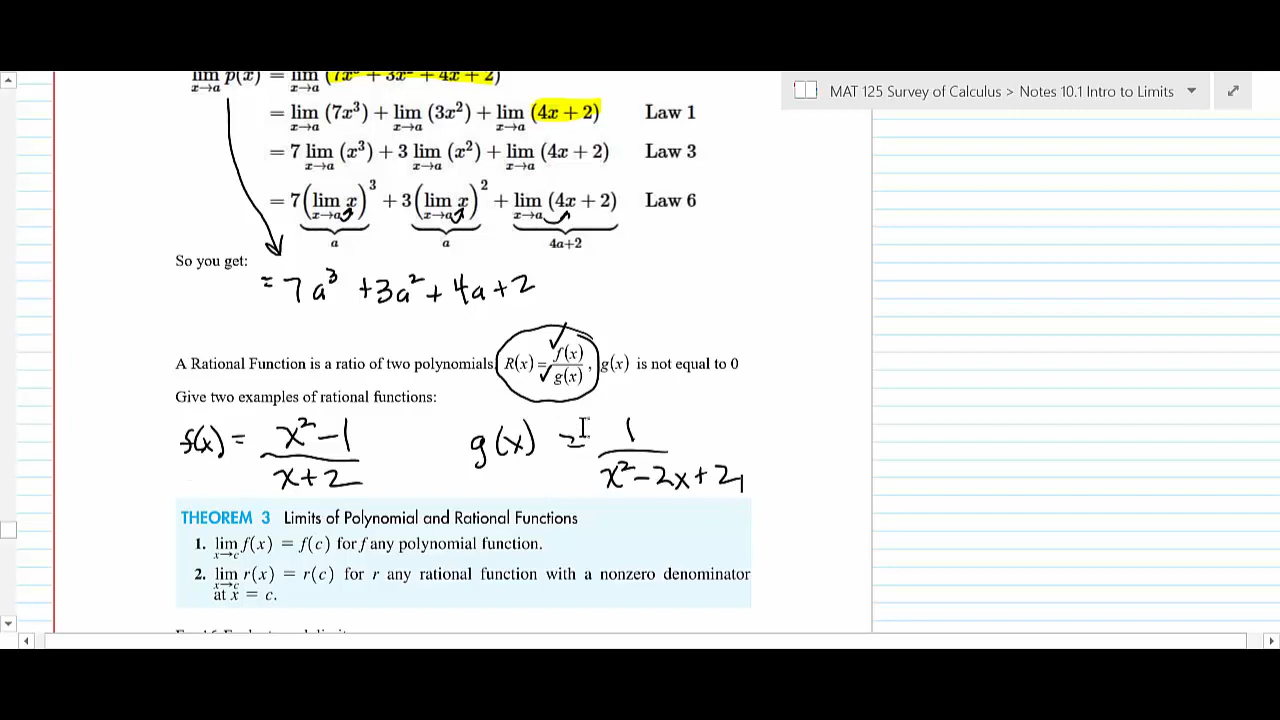 MAT 125 Survey of Calculus > Notes 10.1 Intro to Limits
lim x→a p(x) = lim x→a (7x³ + 3x² + 4x + 2)
= lim x→a (7x³) + lim x→a (3x²) + lim x→a (4x + 2) Law 1
= 7 lim x→a (x³) + 3 lim x→a (x²) + lim x→a (4x + 2) Law 3
= 7 (lim x→a x)³ + 3 (lim x→a x)² + lim x→a (4x + 2) Law 6
a a 4a+2
So you get:
= 7a³ + 3a² + 4a + 2
A Rational Function is a ratio of two polynomials R(x) = f(x)/g(x), g(x) is not equal to 0
Give two examples of rational functions:
f(x) = x² - 1 / x + 2 g(x) = 1 / x² - 2x + 2
THEOREM 3 Limits of Polynomial and Rational Functions
1. lim x→c f(x) = f(c) for f any polynomial function.
2. lim x→c r(x) = r(c) for r any rational function with a nonzero denominator
at x = c.